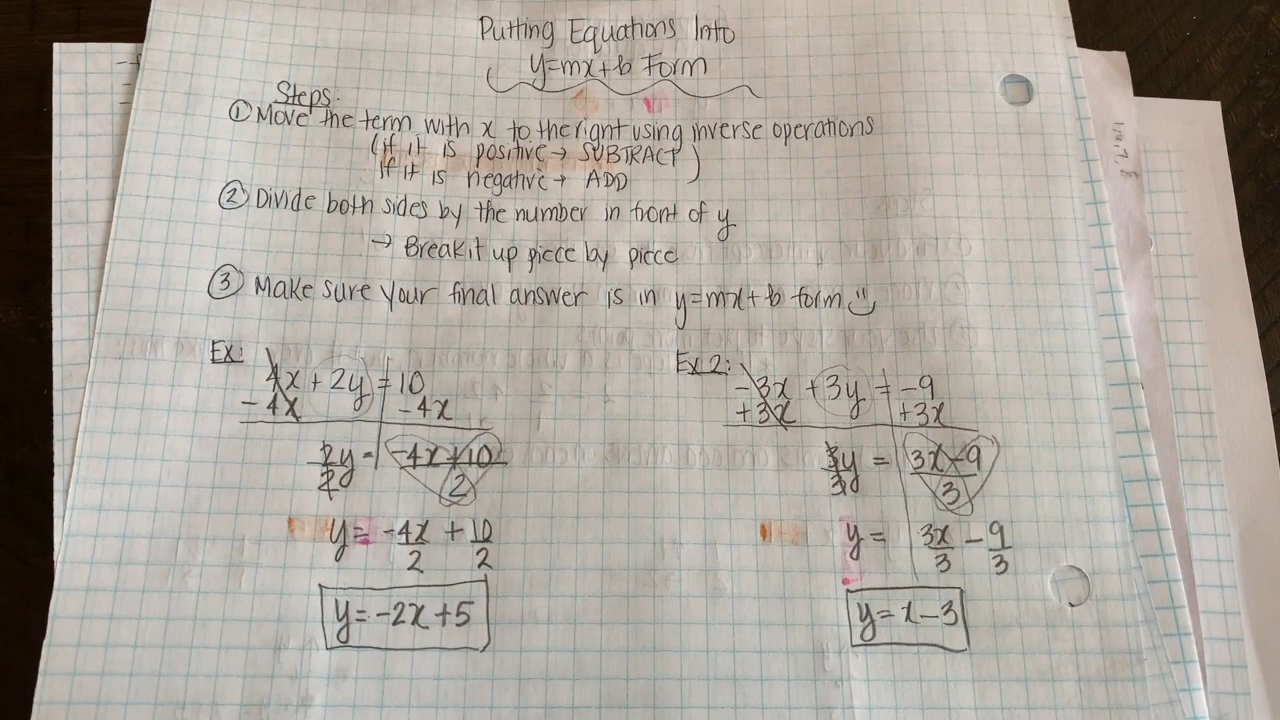 Putting Equations Into
y=mx+b Form
Steps:
① Move the term with x to the right using inverse operations
(if it is positive → SUBTRACT)
if it is negative → ADD
② Divide both sides by the number in front of y
→ Break it up piece by piece
③ Make sure your final answer is in y=mx+b form
Ex:
4x + 2y = 10
-4x -4x
2y/2 = -4x+10/2
y = -4x/2 + 10/2
y=-2x+5
Ex 2:
-3x + 3y = -9
+3x +3x
3y/3 = 3x-9/3
y = 3x/3 - 9/3
y=x-3